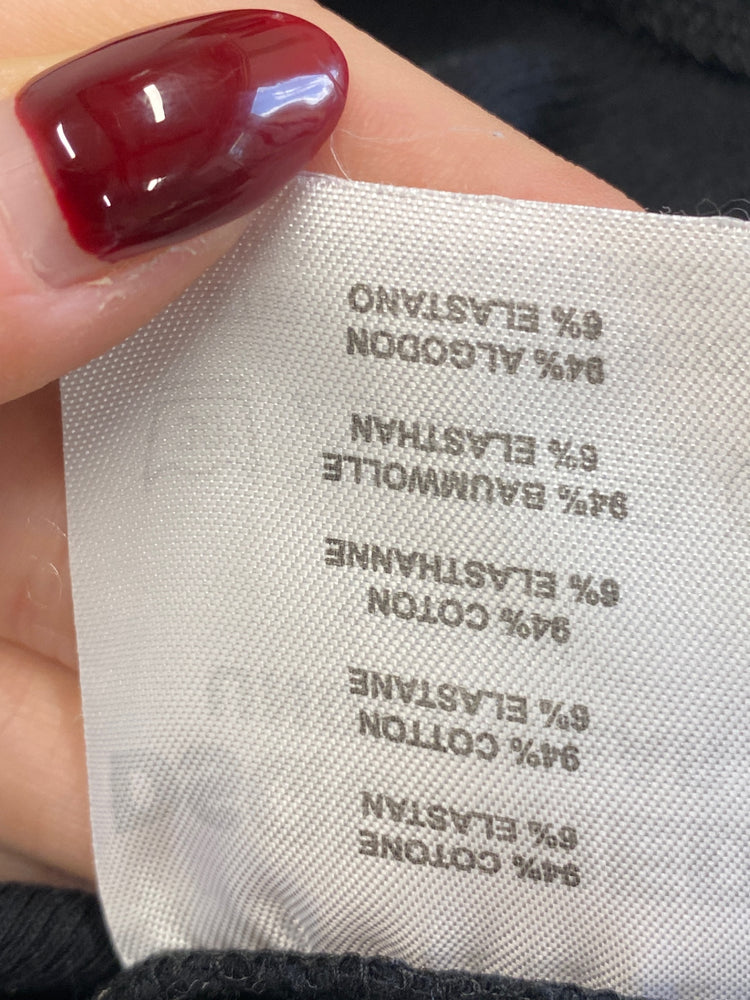 94% COTONE
6% ELASTAN
94% COTTON
6% ELASTANE
94% COTON
6% ELASTHANNE
94% BAUMWOLLE
6% ELASTHAN
94% ALGODON
6% ELASTANO